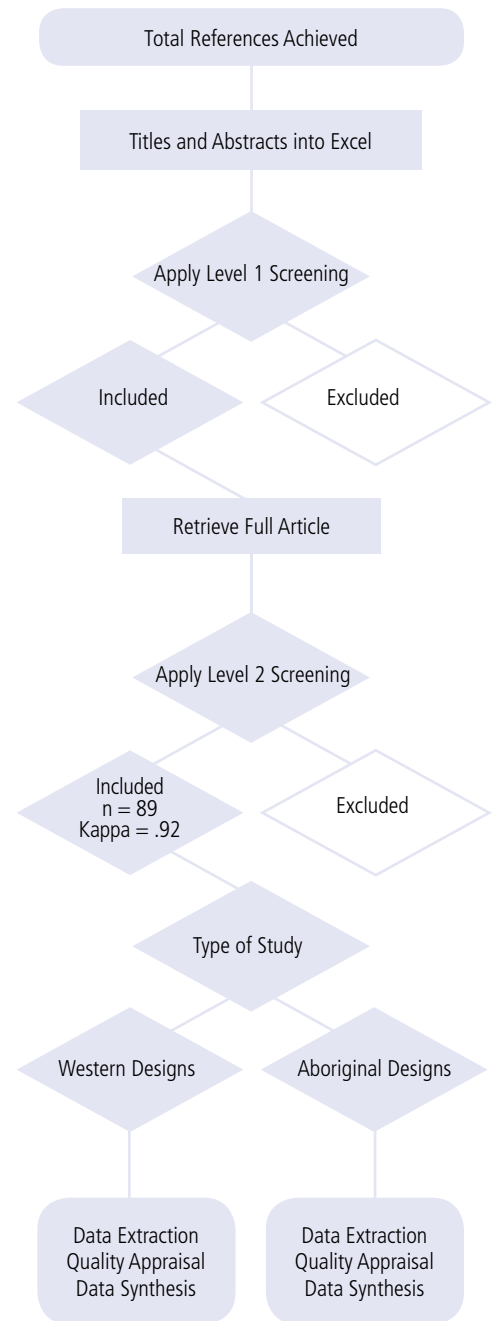 Total References Achieved
Titles and Abstracts into Excel
Apply Level 1 Screening
Included
Excluded
Retrieve Full Article
Apply Level 2 Screening
Included
n = 89
Kappa = .92
Excluded
Type of Study
Western Designs
Aboriginal Designs
Data Extraction
Quality Appraisal
Data Synthesis
Data Extraction
Quality Appraisal
Data Synthesis